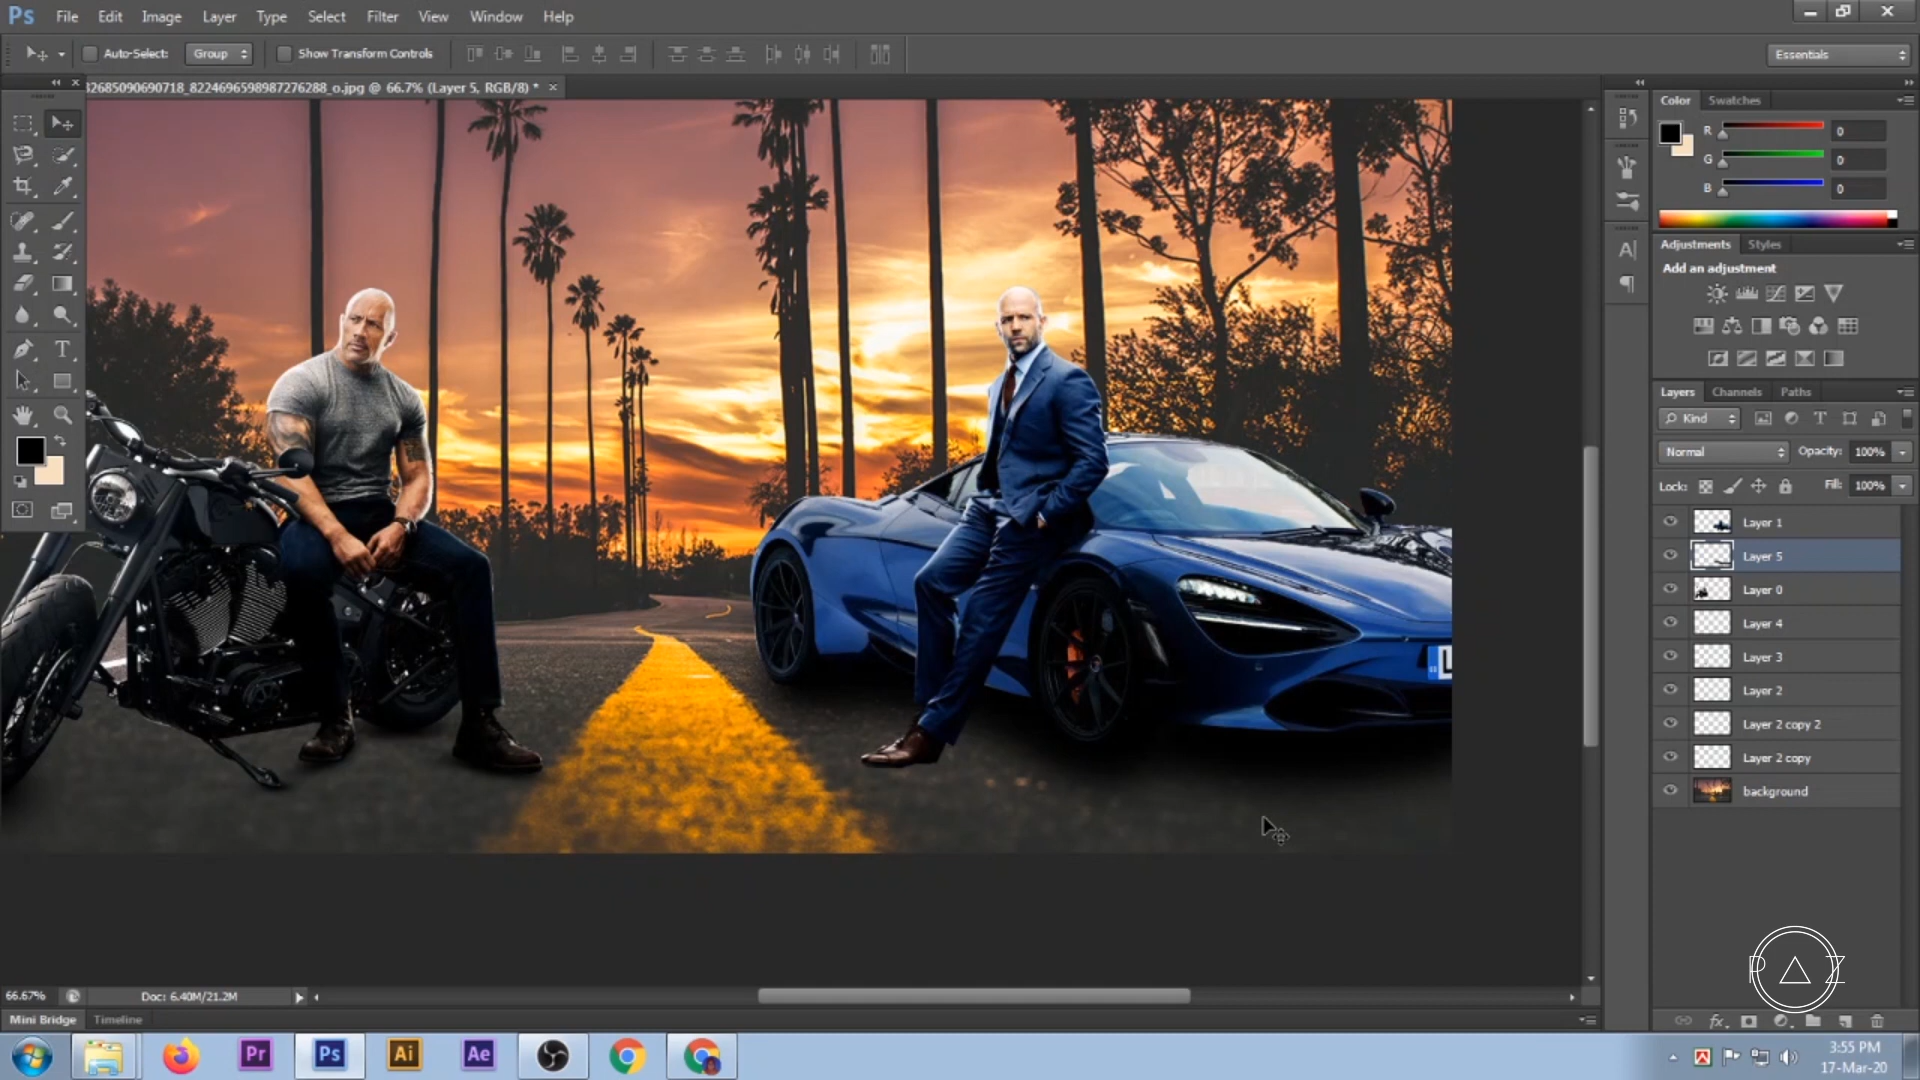 Ps File Edit Image Layer Type Select Filter View Window Help
Auto-Select: Group Show Transform Controls Essentials
32685090690718_8224696598987276288_o.jpg @ 66.7% (Layer 5, RGB/8) *
Color Swatches
R 0
G 0
B 0
Adjustments Styles
Add an adjustment
Layers Channels Paths
Kind
Normal Opacity: 100%
Lock: Fill: 100%
Layer 1
Layer 5
Layer 0
Layer 4
Layer 3
Layer 2
Layer 2 copy 2
Layer 2 copy
background
P Z
66.67% Doc: 6.40M/21.2M
Mini Bridge Timeline
Pr Ps Ai Ae
3:55 PM
17-Mar-20